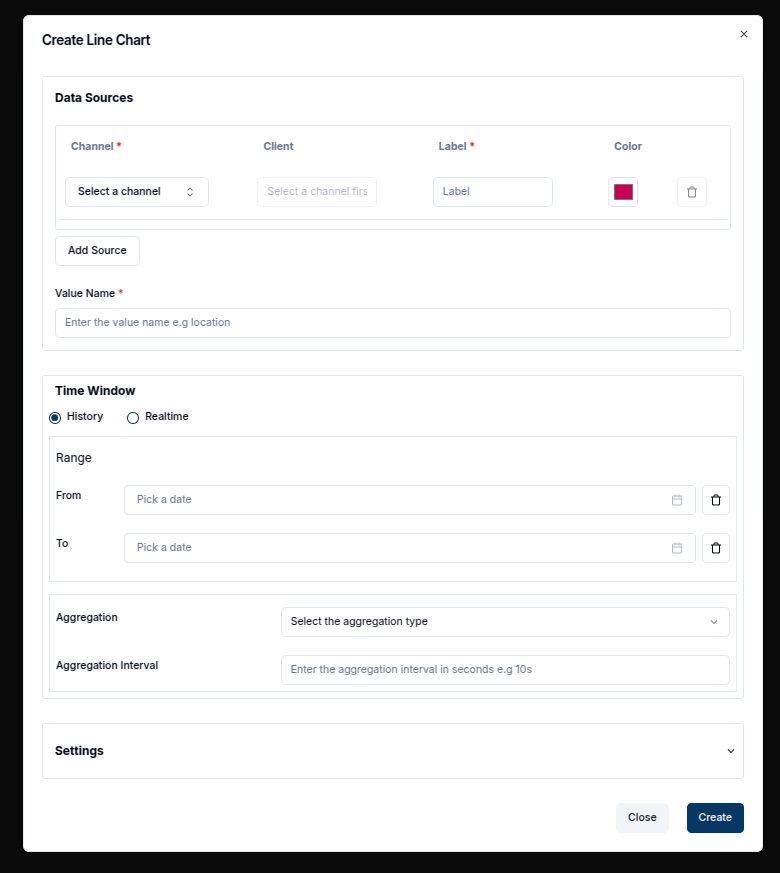 Create Line Chart
Data Sources
Channel * Client Label * Color
Select a channel Select a channel firs Label
Add Source
Value Name *
Enter the value name e.g location
Time Window
History Realtime
Range
From Pick a date
To Pick a date
Aggregation Select the aggregation type
Aggregation Interval Enter the aggregation interval in seconds e.g 10s
Settings
Close Create